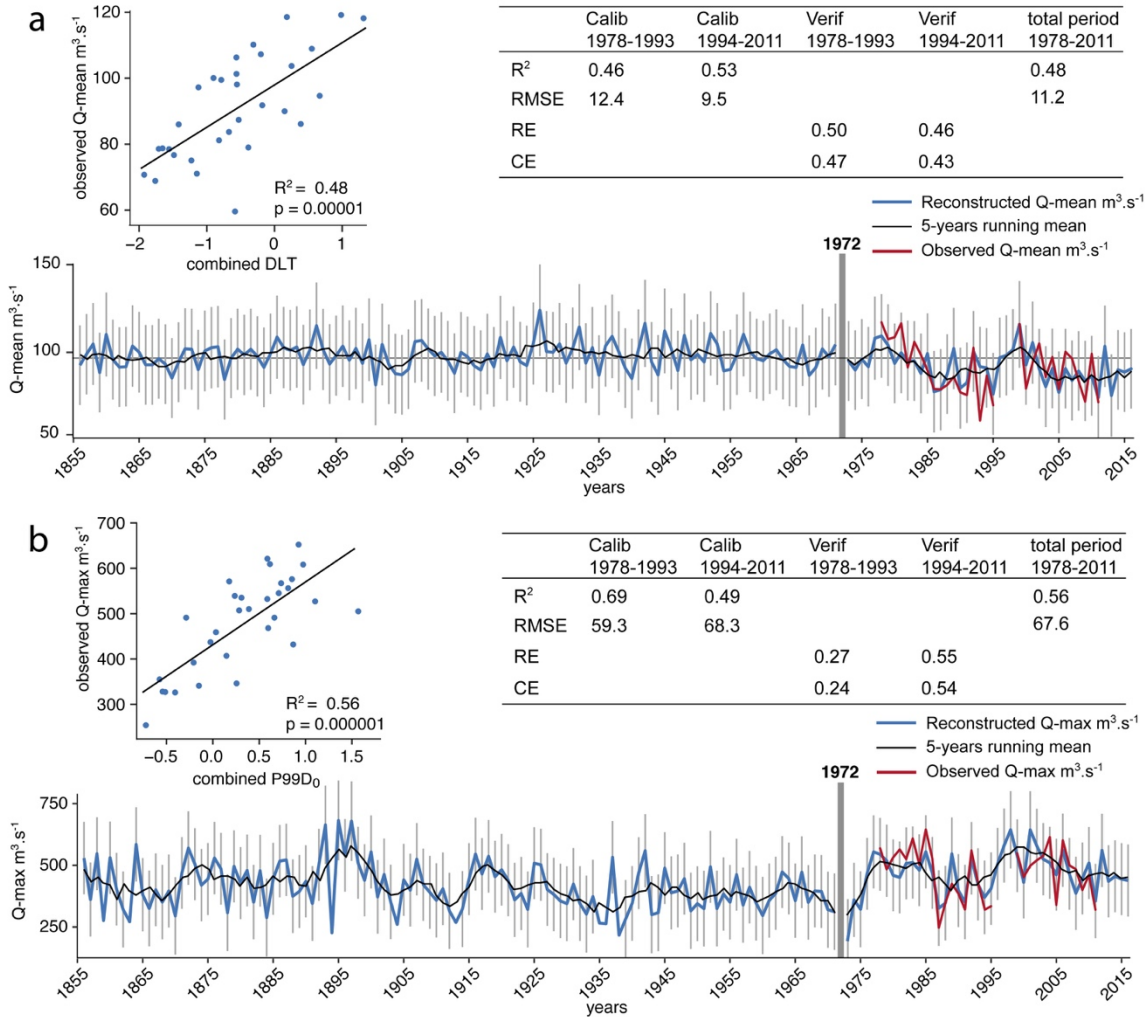 a
120
100
80
60
observed Q-mean m³.s⁻¹
R² = 0.48
p = 0.00001
−2 −1 0 1
combined DLT
Calib Calib Verif Verif total period
1978-1993 1994-2011 1978-1993 1994-2011 1978-2011
R² 0.46 0.53 0.48
RMSE 12.4 9.5 11.2
RE 0.50 0.46
CE 0.47 0.43
Reconstructed Q-mean m³.s⁻¹
5-years running mean
Observed Q-mean m³.s⁻¹
1972
Q-mean m³.s⁻¹
150
100
50
1855 1865 1875 1885 1895 1905 1915 1925 1935 1945 1955 1965 1975 1985 1995 2005 2015
years
b
700
600
500
400
300
observed Q-max m³.s⁻¹
R² = 0.56
p = 0.000001
−0.5 0.0 0.5 1.0 1.5
combined P99D₀
Calib Calib Verif Verif total period
1978-1993 1994-2011 1978-1993 1994-2011 1978-2011
R² 0.69 0.49 0.56
RMSE 59.3 68.3 67.6
RE 0.27 0.55
CE 0.24 0.54
Reconstructed Q-max m³.s⁻¹
5-years running mean
Observed Q-max m³.s⁻¹
1972
Q-max m³.s⁻¹
750
500
250
1855 1865 1875 1885 1895 1905 1915 1925 1935 1945 1955 1965 1975 1985 1995 2005 2015
years